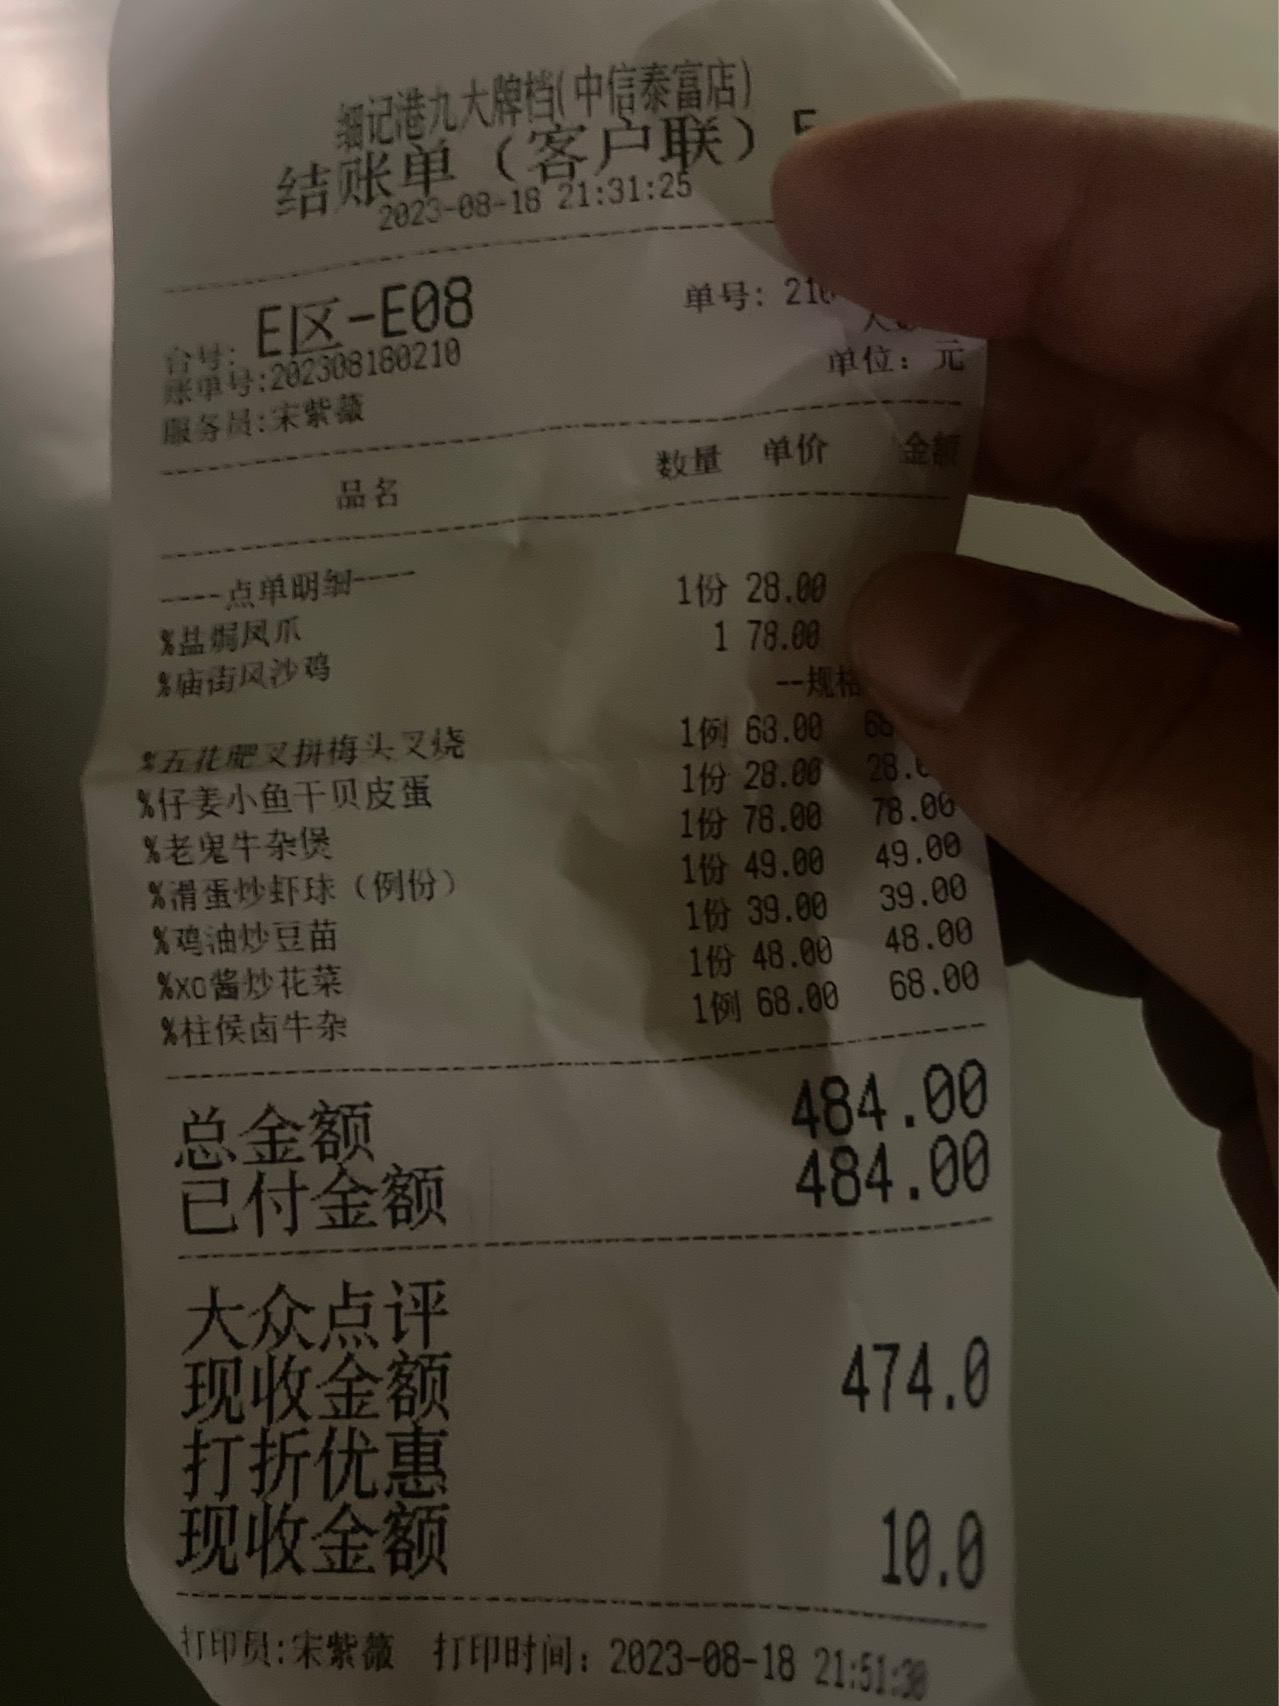 细记港九大牌档(中信泰富店)
结账单（客户联）
2023-08-18 21:31:25
台号: E区-E08 单号: 210
账单号:202308180210
服务员:宋紫薇 单位: 元
品名 数量 单价 金额
----点单明细----
%盐焗凤爪 1份 28.00
%庙街风沙鸡 1 78.00
--规格
%五花肥叉拼梅头叉烧 1例 68.00 68
%仔姜小鱼干贝皮蛋 1份 28.00 28.0
%老鬼牛杂煲 1份 78.00 78.00
%滑蛋炒虾球（例份） 1份 49.00 49.00
%鸡油炒豆苗 1份 39.00 39.00
%xo酱炒花菜 1份 48.00 48.00
%柱侯卤牛杂 1例 68.00 68.00
总金额 484.00
已付金额 484.00
大众点评
现收金额 474.0
打折优惠
现收金额 10.0
打印员:宋紫薇 打印时间: 2023-08-18 21:51:30